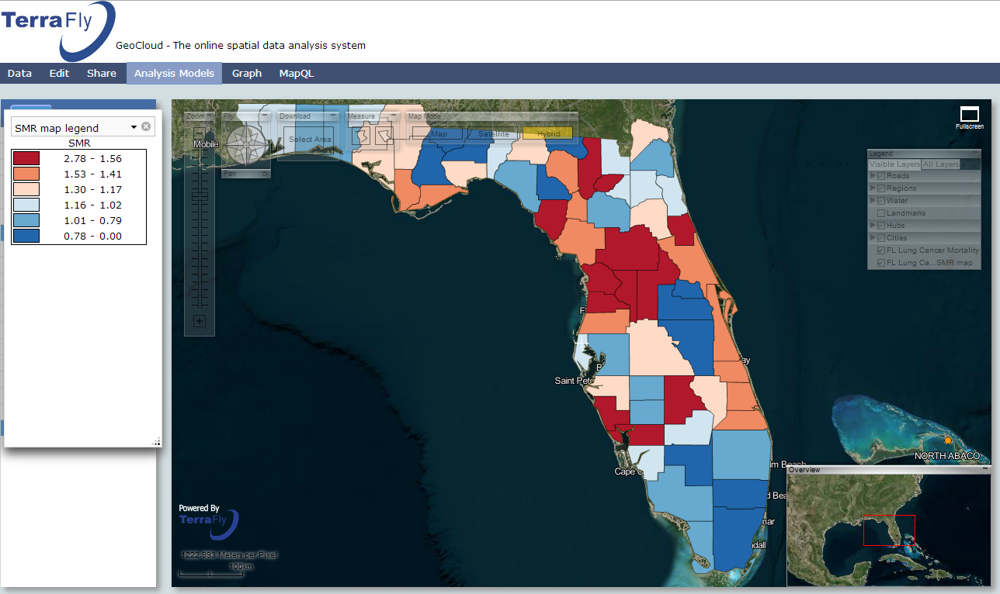 TerraFly
GeoCloud - The online spatial data analysis system
Data Edit Share Analysis Models Graph MapQL
SMR map legend
SMR
2.78 - 1.56
1.53 - 1.41
1.30 - 1.17
1.16 - 1.02
1.01 - 0.79
0.78 - 0.00
Zoom Fly Download Measure Map Mode
Select Area Map Satellite Hybrid
Mobile
Pan
Fullscreen
Legend
Visible Layers All Layers
Roads
Regions
Water
Landmarks
Hubs
Cities
FL Lung Cancer Mortality
FL Lung Ca...SMR map
F
ay
B
Saint Pete
NORTH ABACO
Cape C
lm Beach
d Bea
mar
ndall
Overview
Powered By
TerraFly
1222.993 Meters per Pixel
100km